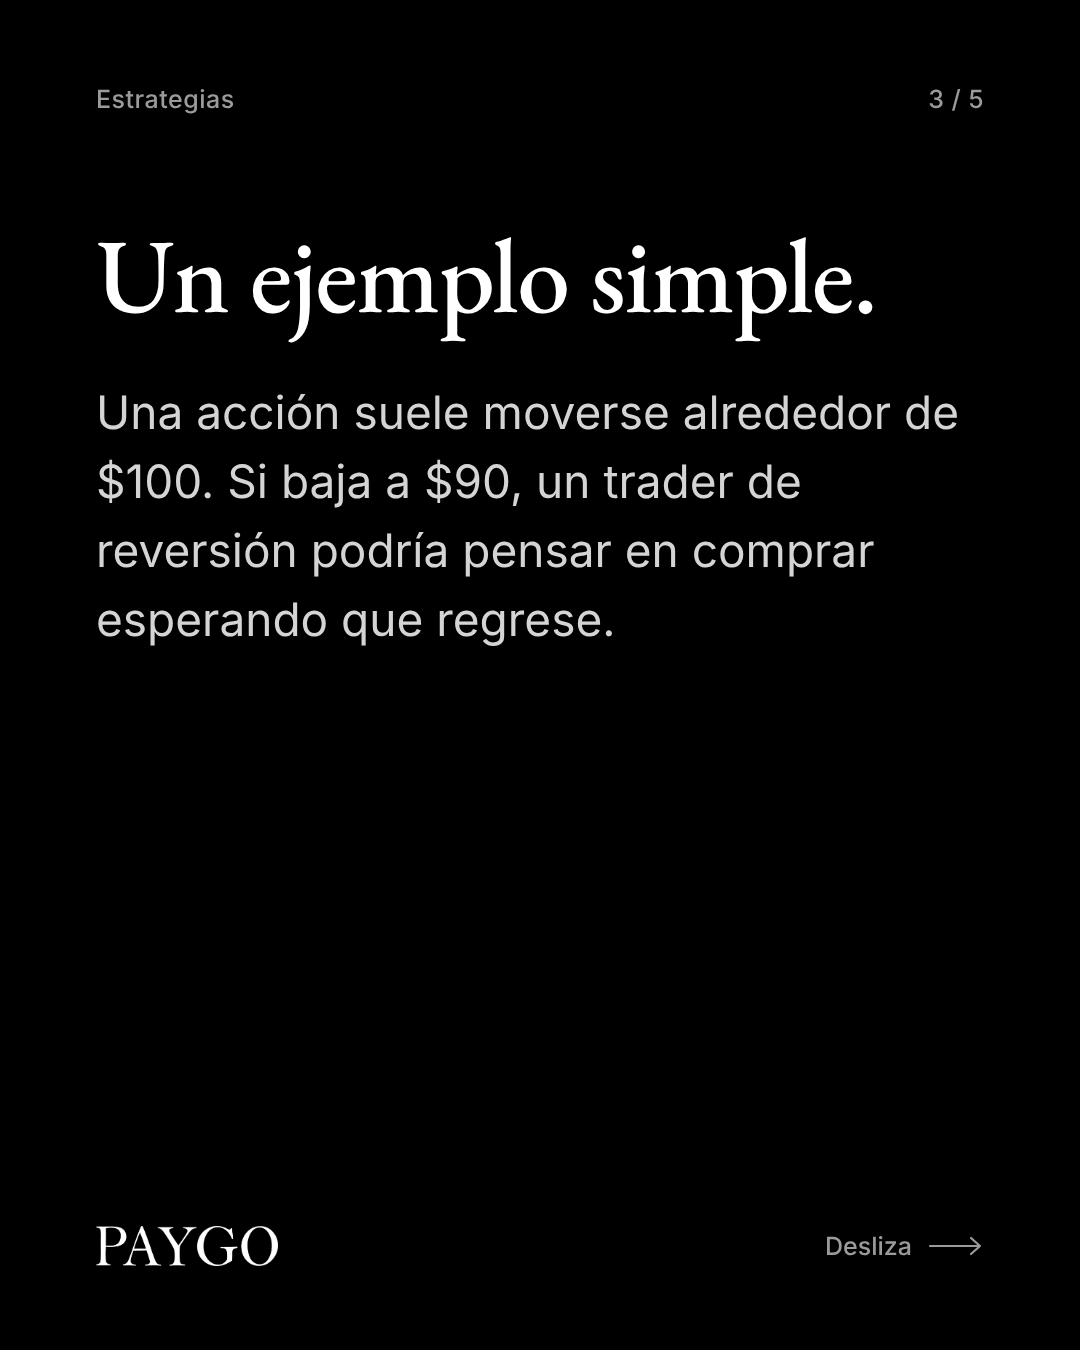 Estrategias
3 / 5
Un ejemplo simple.
Una acción suele moverse alrededor de
$100. Si baja a $90, un trader de
reversión podría pensar en comprar
esperando que regrese.
PAYGO
Desliza →